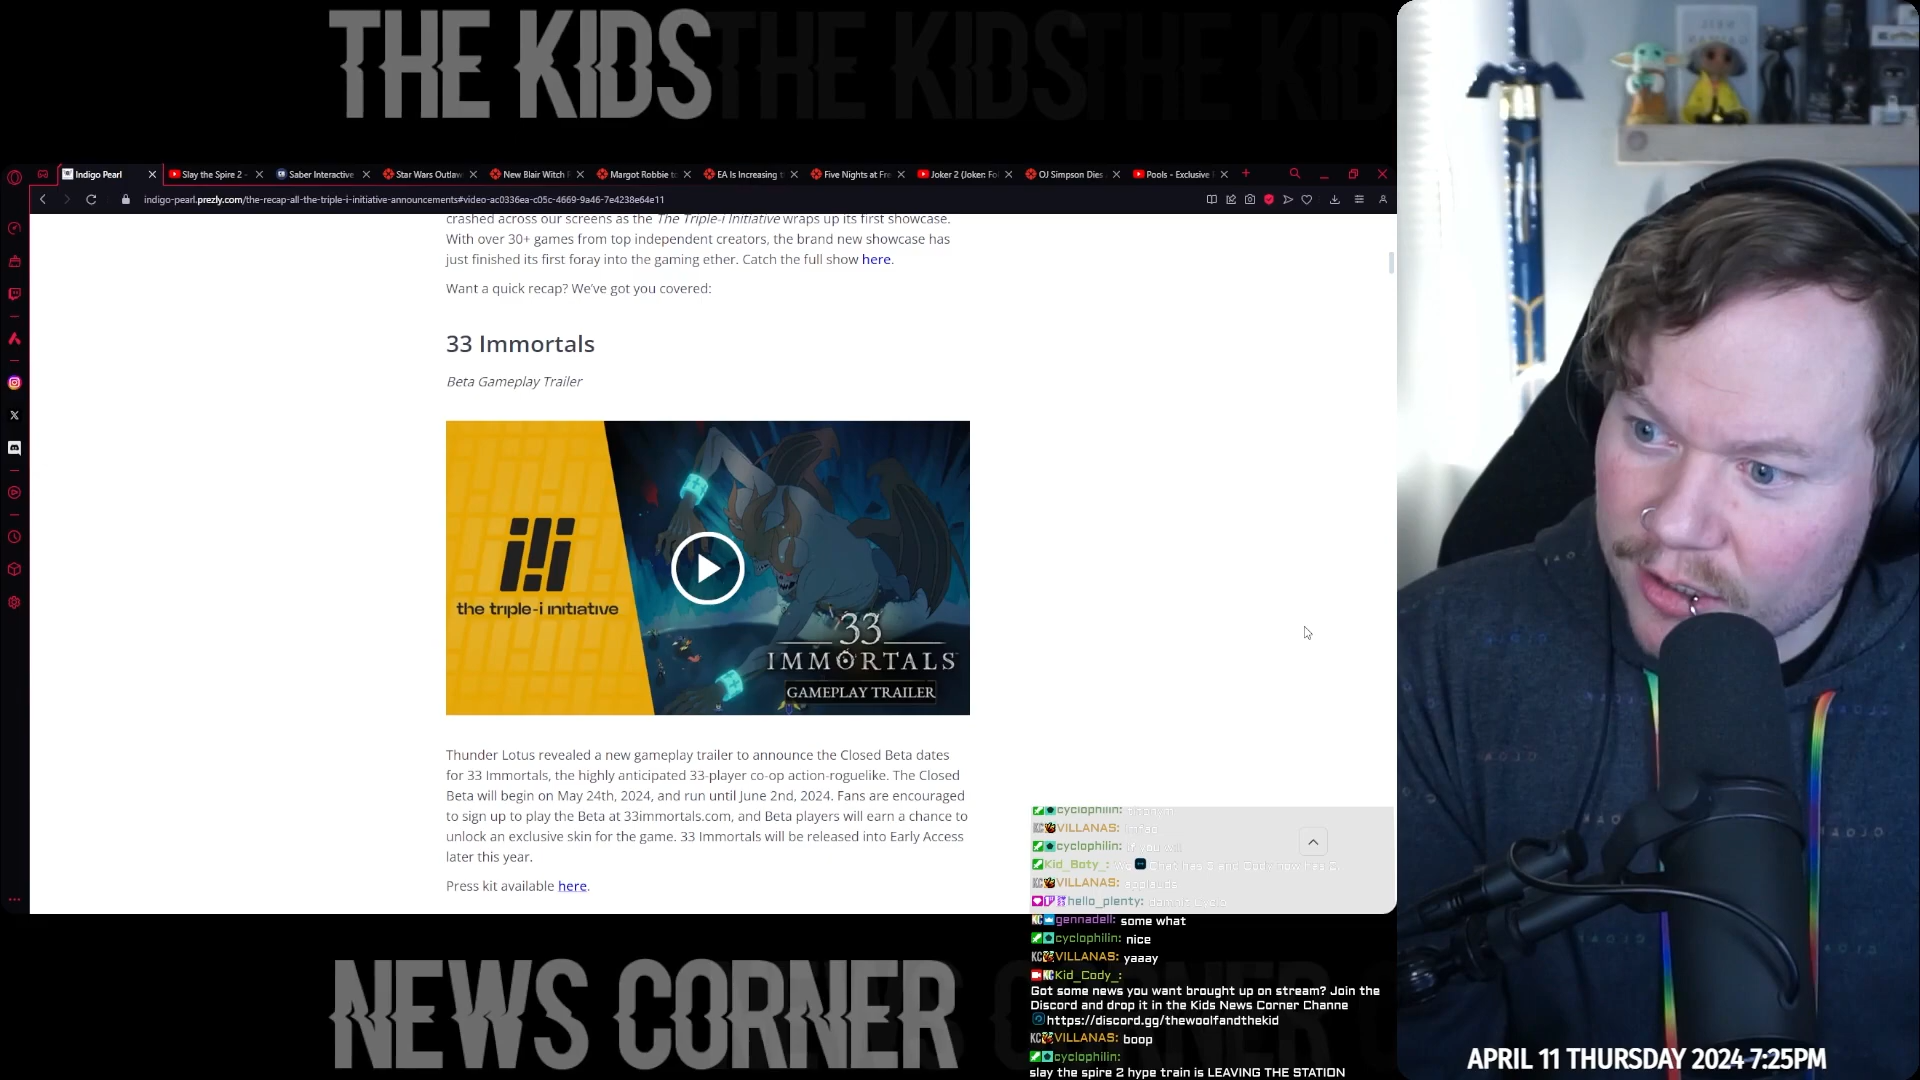 THE KIDS THE KIDS THE KIDS
Indigo Pearl
Slay the Spire 2 -
Saber Interactive
Star Wars Outlaw
New Blair Witch
Margot Robbie
EA Is Increasing
Five Nights at Fre
Joker 2 (Joker: Fo
OJ Simpson Dies
Pools - Exclusive
indigo-pearl.prezly.com/the-recap-all-the-triple-i-initiative-announcements#video-ac0336ea-c05c-4669-9a46-7e4238e64e11
crashed across our screens as the The Triple-i Initiative wraps up its first showcase.
With over 30+ games from top independent creators, the brand new showcase has
just finished its first foray into the gaming ether. Catch the full show here.
Want a quick recap? We've got you covered:
33 Immortals
Beta Gameplay Trailer
the triple-i initiative
33
IMMORTALS
GAMEPLAY TRAILER
Thunder Lotus revealed a new gameplay trailer to announce the Closed Beta dates
for 33 Immortals, the highly anticipated 33-player co-op action-roguelike. The Closed
Beta will begin on May 24th, 2024, and run until June 2nd, 2024. Fans are encouraged
to sign up to play the Beta at 33immortals.com, and Beta players will earn a chance to
unlock an exclusive skin for the game. 33 Immortals will be released into Early Access
later this year.
Press kit available here.
cyclophilin:
VILLANAS: lmfao
cyclophilin: if you will
Kid_Baty_:
VILLANAS: applause
hello_plenty:
gennadell: some what
cyclophilin: nice
VILLANAS: yaaay
Kid_Cody_:
Got some news you want brought up on stream? Join the
Discord and drop it in the Kids News Corner Channe
https://discord.gg/thewoolfandthekid
VILLANAS: boop
cyclophilin:
slay the spire 2 hype train is LEAVING THE STATION
NEWS CORNER
APRIL 11 THURSDAY 2024 7:25PM